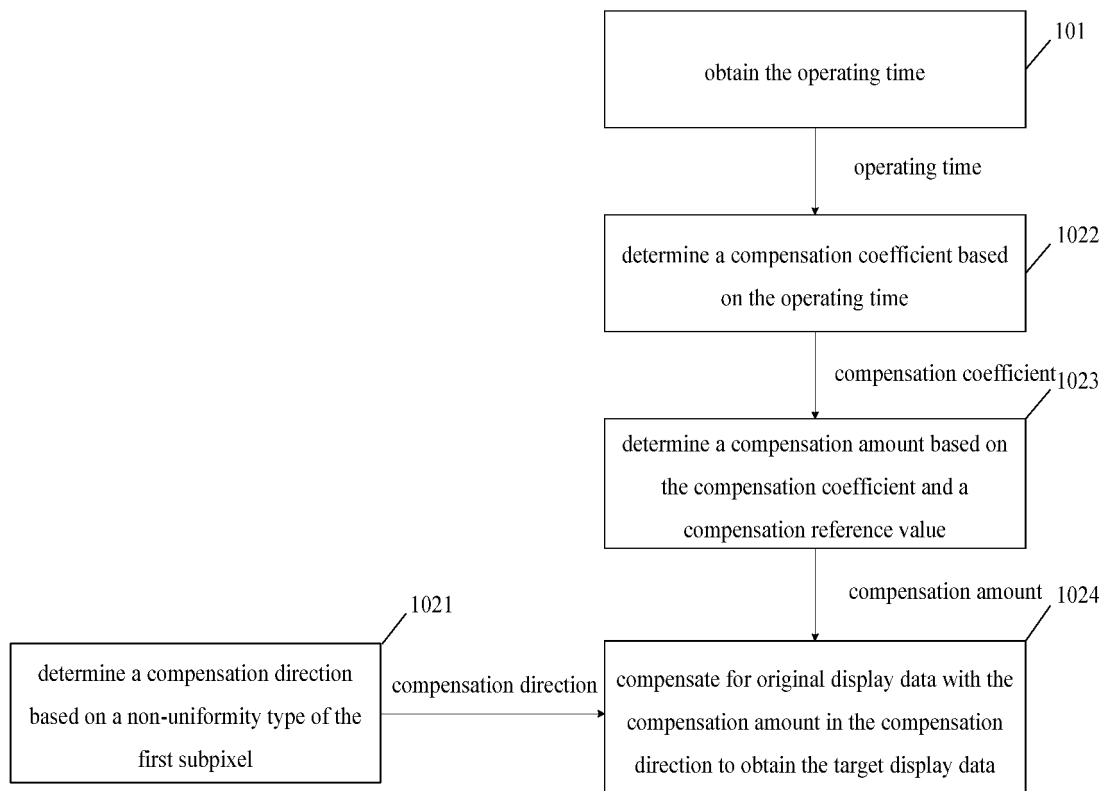 101
obtain the operating time
operating time
1022
determine a compensation coefficient based
on the operating time
compensation coefficient
1023
determine a compensation amount based on
the compensation coefficient and a
compensation reference value
compensation amount
1024
1021
determine a compensation direction
based on a non-uniformity type of the
first subpixel
compensation direction
compensate for original display data with the
compensation amount in the compensation
direction to obtain the target display data